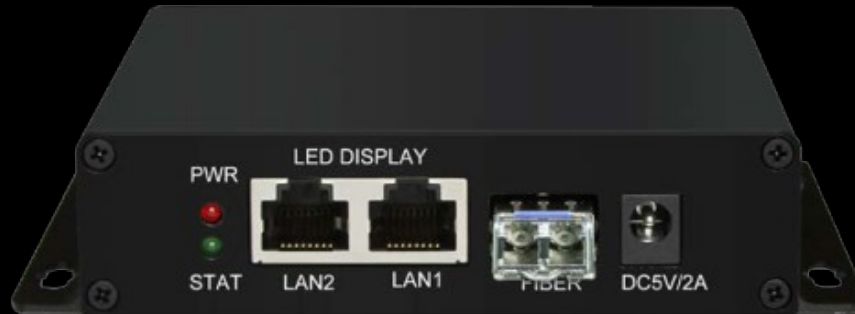 LED DISPLAY
PWR
STAT
LAN2
LAN1
FIBER
DC5V/2A